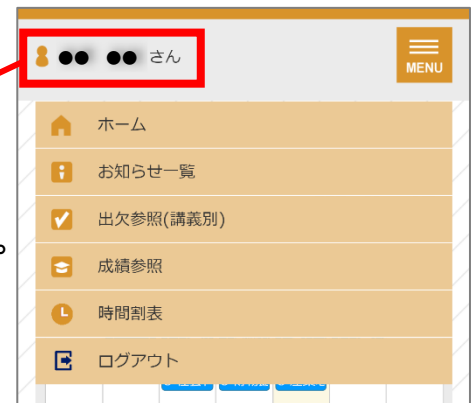 ●● ●● さん
MENU
ホーム
お知らせ一覧
出欠参照(講義別)
成績参照
時間割表
ログアウト